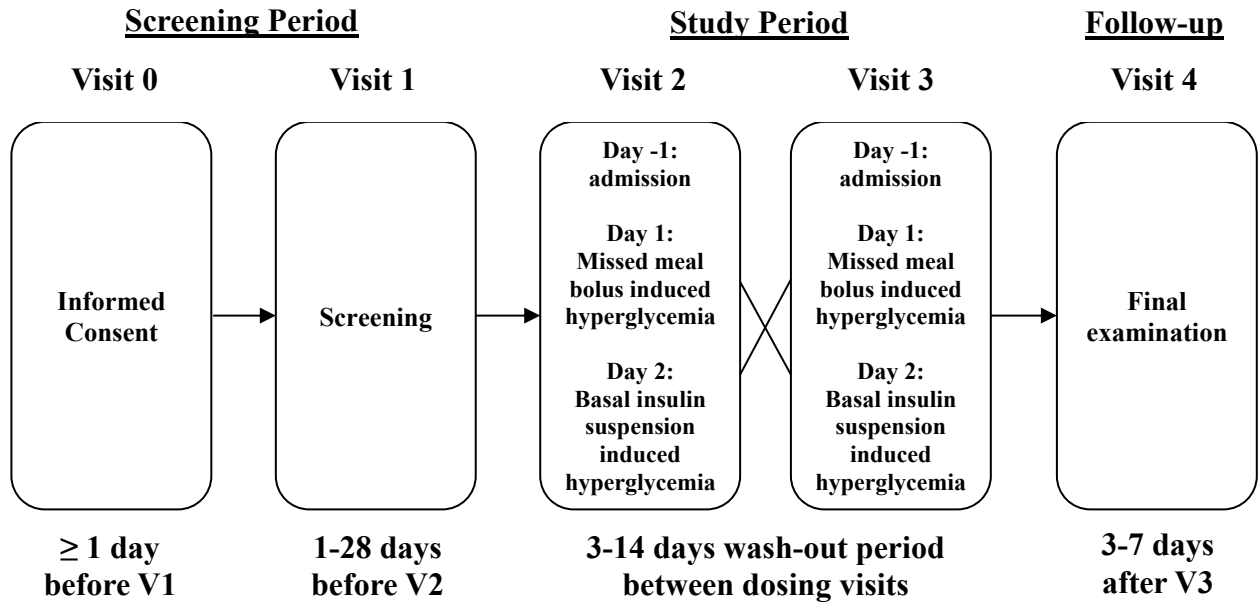 Screening Period
Study Period
Follow-up
Visit 0
Visit 1
Visit 2
Visit 3
Visit 4
Informed
Consent
Screening
Day -1:
admission
Day 1:
Missed meal
bolus induced
hyperglycemia
Day 2:
Basal insulin
suspension
induced
hyperglycemia
Day -1:
admission
Day 1:
Missed meal
bolus induced
hyperglycemia
Day 2:
Basal insulin
suspension
induced
hyperglycemia
Final
examination
≥ 1 day
before V1
1-28 days
before V2
3-14 days wash-out period
between dosing visits
3-7 days
after V3